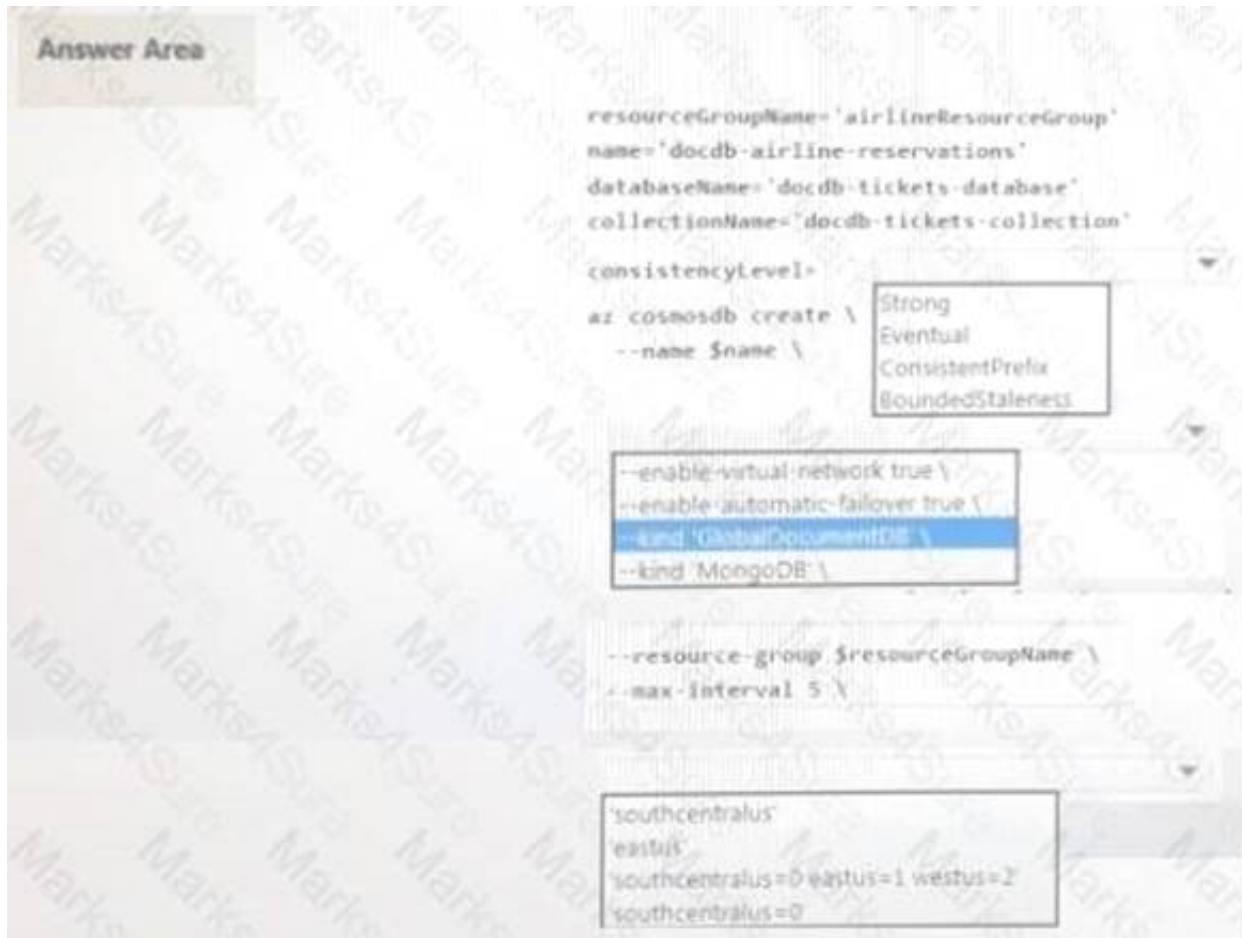 Answer Area
resourceGroupName='airlineResourceGroup'
name='docdb-airline-reservations'
databaseName='docdb-tickets-database'
collectionName='docdb-tickets-collection'
consistencyLevel=
Strong
Eventual
ConsistentPrefix
BoundedStaleness
az cosmosdb create \
--name $name \
--enable-virtual-network true \
--enable-automatic-failover true \
--kind 'GlobalDocumentDB' \
--kind 'MongoDB' \
--resource-group $resourceGroupName \
--max-interval 5 \
'southcentralus'
'eastus'
'southcentralus=0 eastus=1 westus=2'
'southcentralus=0
Marks4Sure